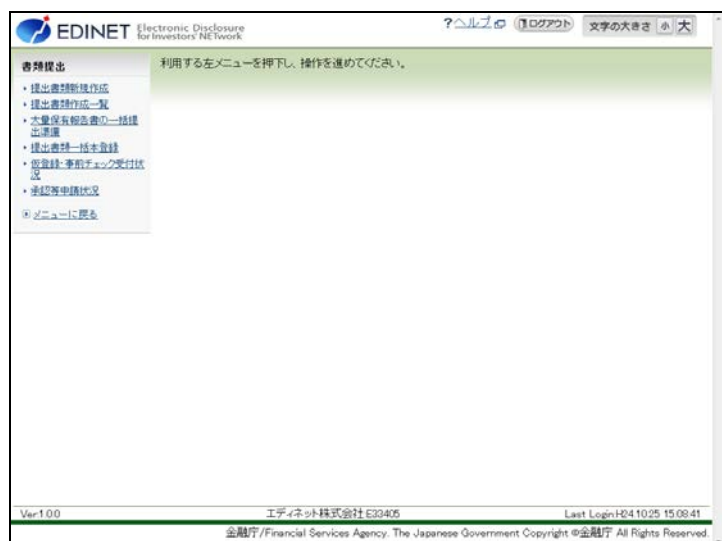 EDINET Electronic Disclosure
for Investors' NETwork
?ヘルプ ログアウト 文字の大きさ 小 大
書類提出
利用する左メニューを押下し、操作を進めてください。
・提出書類新規作成
・提出書類作成一覧
・大量保有報告書の一括提
出準備
・提出書類一括本登録
・仮登録・事前チェック受付状
況
・承認等申請状況
メニューに戻る
Ver.1.0.0 エディネット株式会社 E33405 Last Login:H24.10.25 15:08:41
金融庁/Financial Services Agency. The Japanese Government Copyright ©金融庁 All Rights Reserved.